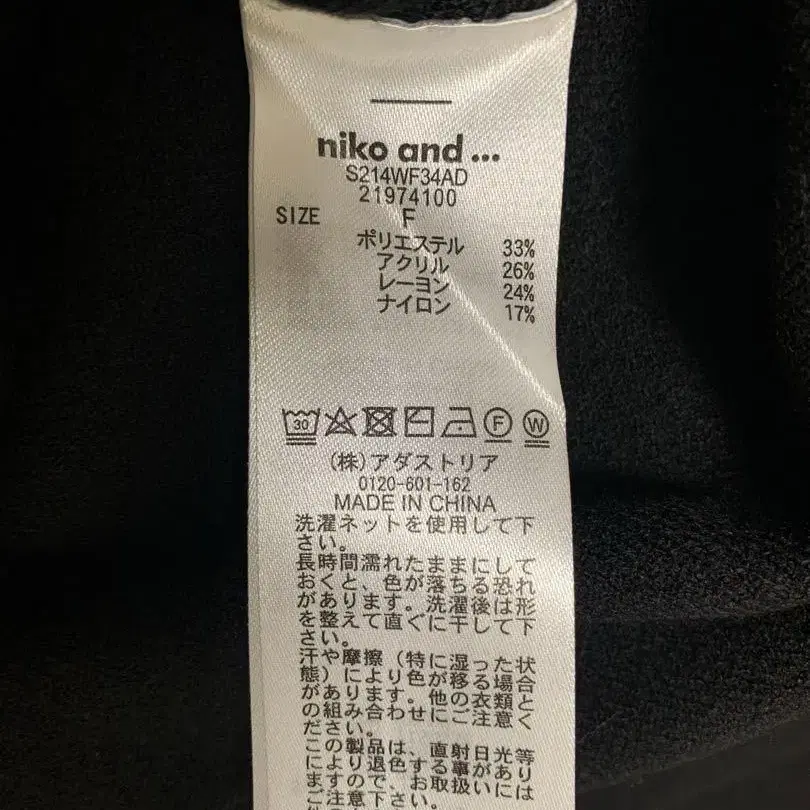 niko and ...
S214WF34AD
21974100
SIZE F
ポリエステル 33%
アクリル 26%
レーヨン 24%
ナイロン 17%
30 F W
(株)アダストリア
0120-601-162
MADE IN CHINA
洗濯ネットを使用して下
さい。
長時間濡れたままにして
おくと、色が落ちる恐れ
があります。洗濯後は形
を整えて直ぐに干して下
さい。
汗や摩擦(特に湿った状
態)により色が移る場合
があります。他の衣類と
の組み合わせにご注意く
ださい。
この製品は、直射日光等
により退色する事があり
ますので、お取扱いには